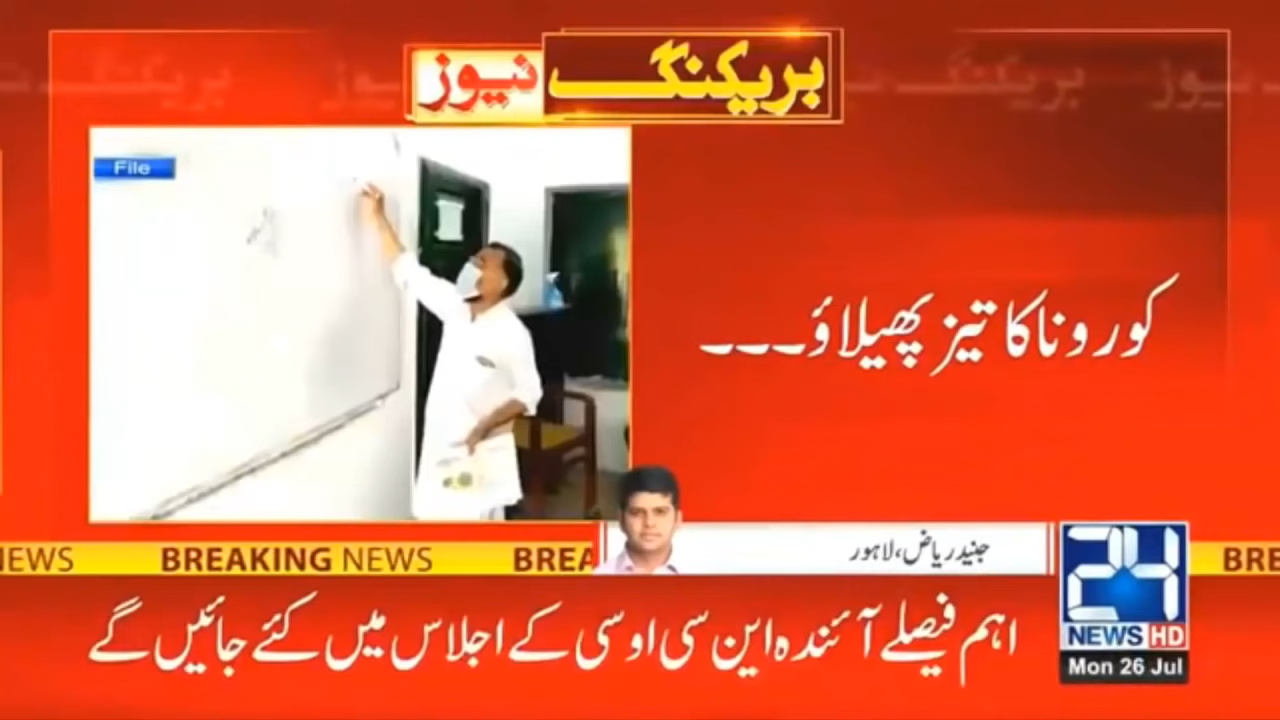 بریکنگ نیوز
File
کورونا کا تیز پھیلاؤ۔۔۔
جنید ریاض، لاہور
NEWS BREAKING NEWS BREA BRE
24
NEWS HD
اہم فیصلے آئندہ این سی او سی کے اجلاس میں کئے جائیں گے
Mon 26 Jul